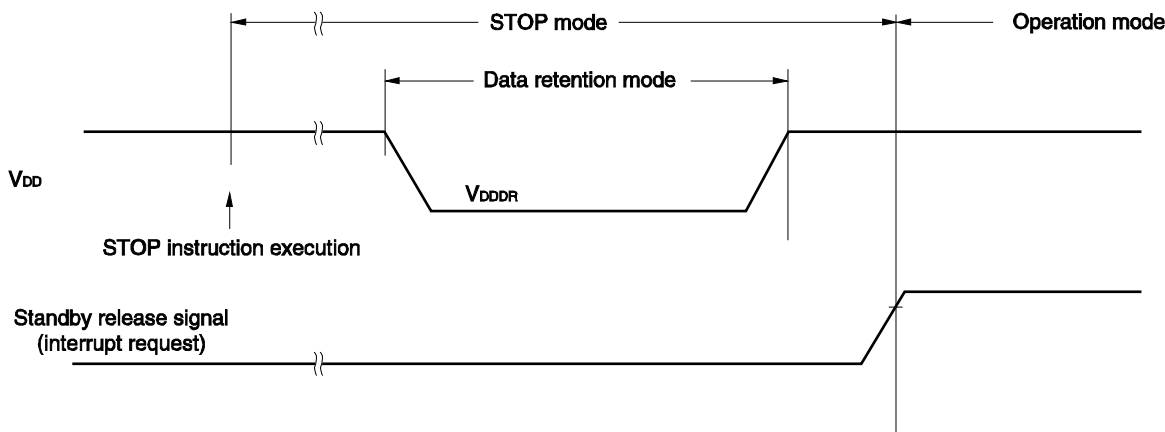 STOP mode
Operation mode
Data retention mode
VDD
VDDDR
STOP instruction execution
Standby release signal
(interrupt request)